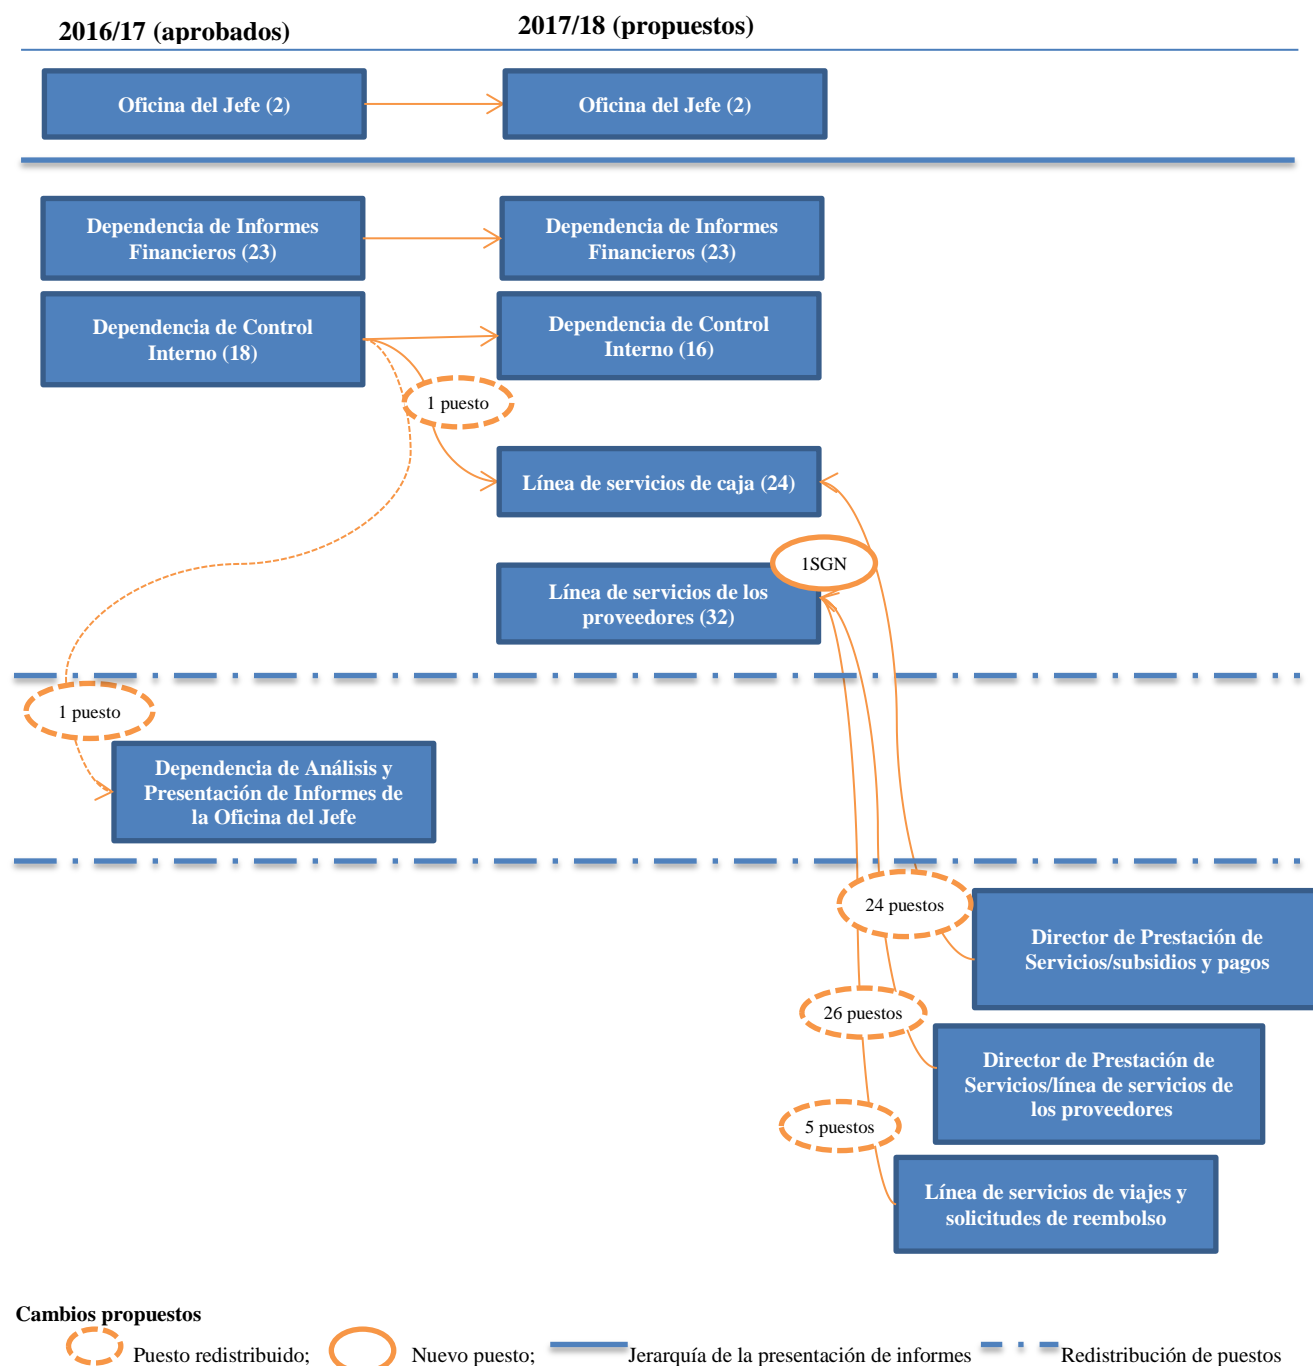 2016/17 (aprobados)
2017/18 (propuestos)
Oficina del Jefe (2)
Oficina del Jefe (2)
Dependencia de Informes
Financieros (23)
Dependencia de Informes
Financieros (23)
Dependencia de Control
Interno (18)
Dependencia de Control
Interno (16)
1 puesto
Línea de servicios de caja (24)
1SGN
Línea de servicios de los
proveedores (32)
1 puesto
Dependencia de Análisis y
Presentación de Informes de
la Oficina del Jefe
24 puestos
Director de Prestación de
Servicios/subsidios y pagos
26 puestos
Director de Prestación de
Servicios/línea de servicios de
los proveedores
5 puestos
Línea de servicios de viajes y
solicitudes de reembolso
Cambios propuestos
Puesto redistribuido; Nuevo puesto; Jerarquía de la presentación de informes Redistribución de puestos